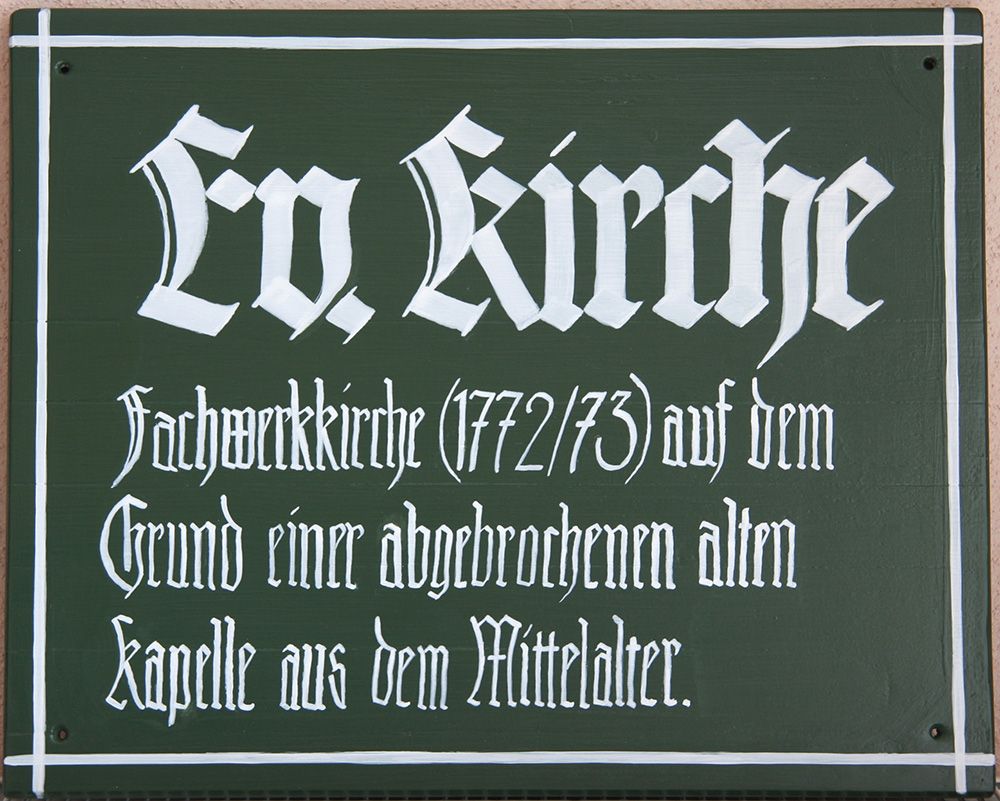 Ev. Kirche
Fachwerkkirche (1772/73) auf dem
Grund einer abgebrochenen alten
Kapelle aus dem Mittelalter.